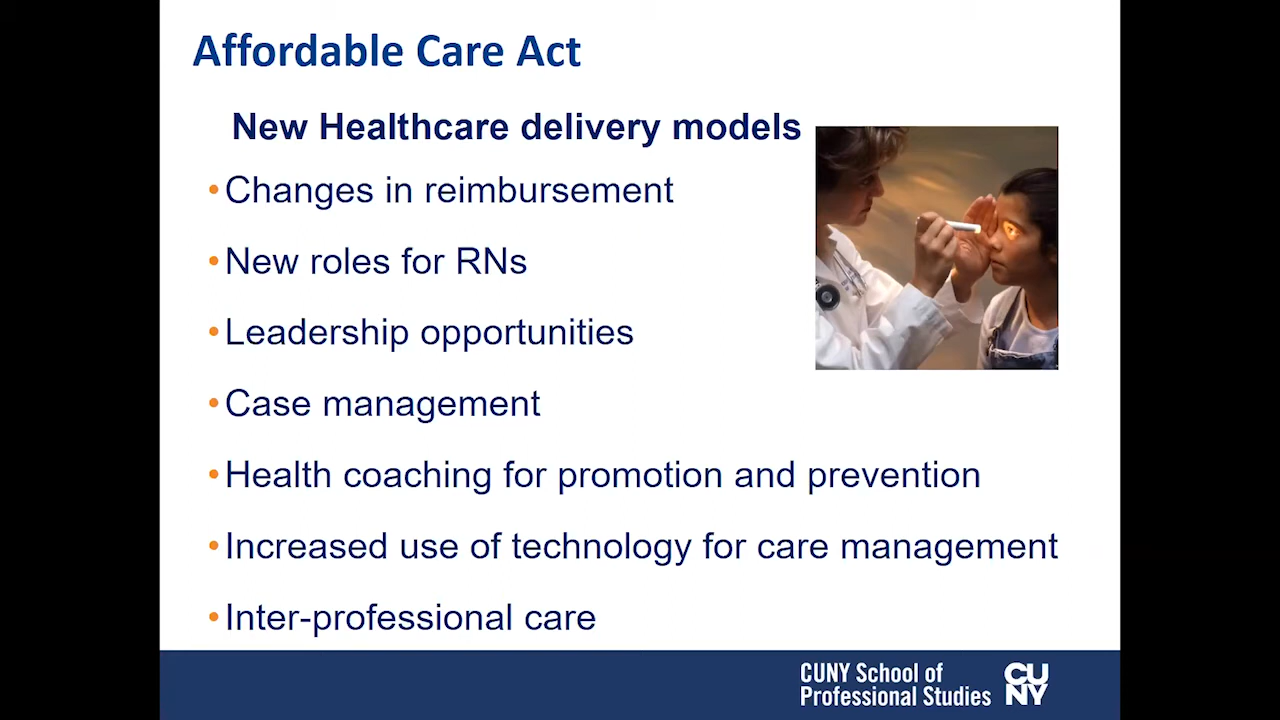 Affordable Care Act
New Healthcare delivery models
•Changes in reimbursement
•New roles for RNs
•Leadership opportunities
•Case management
•Health coaching for promotion and prevention
•Increased use of technology for care management
•Inter-professional care
CUNY School of
Professional Studies
CU
NY